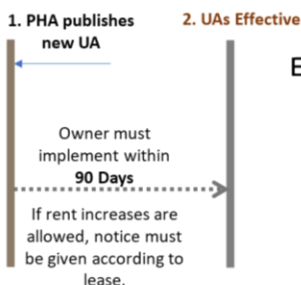 1. PHA publishes
new UA
2. UAs Effective
E
Owner must
implement within
90 Days
If rent increases are
allowed, notice must
be given according to
lease.